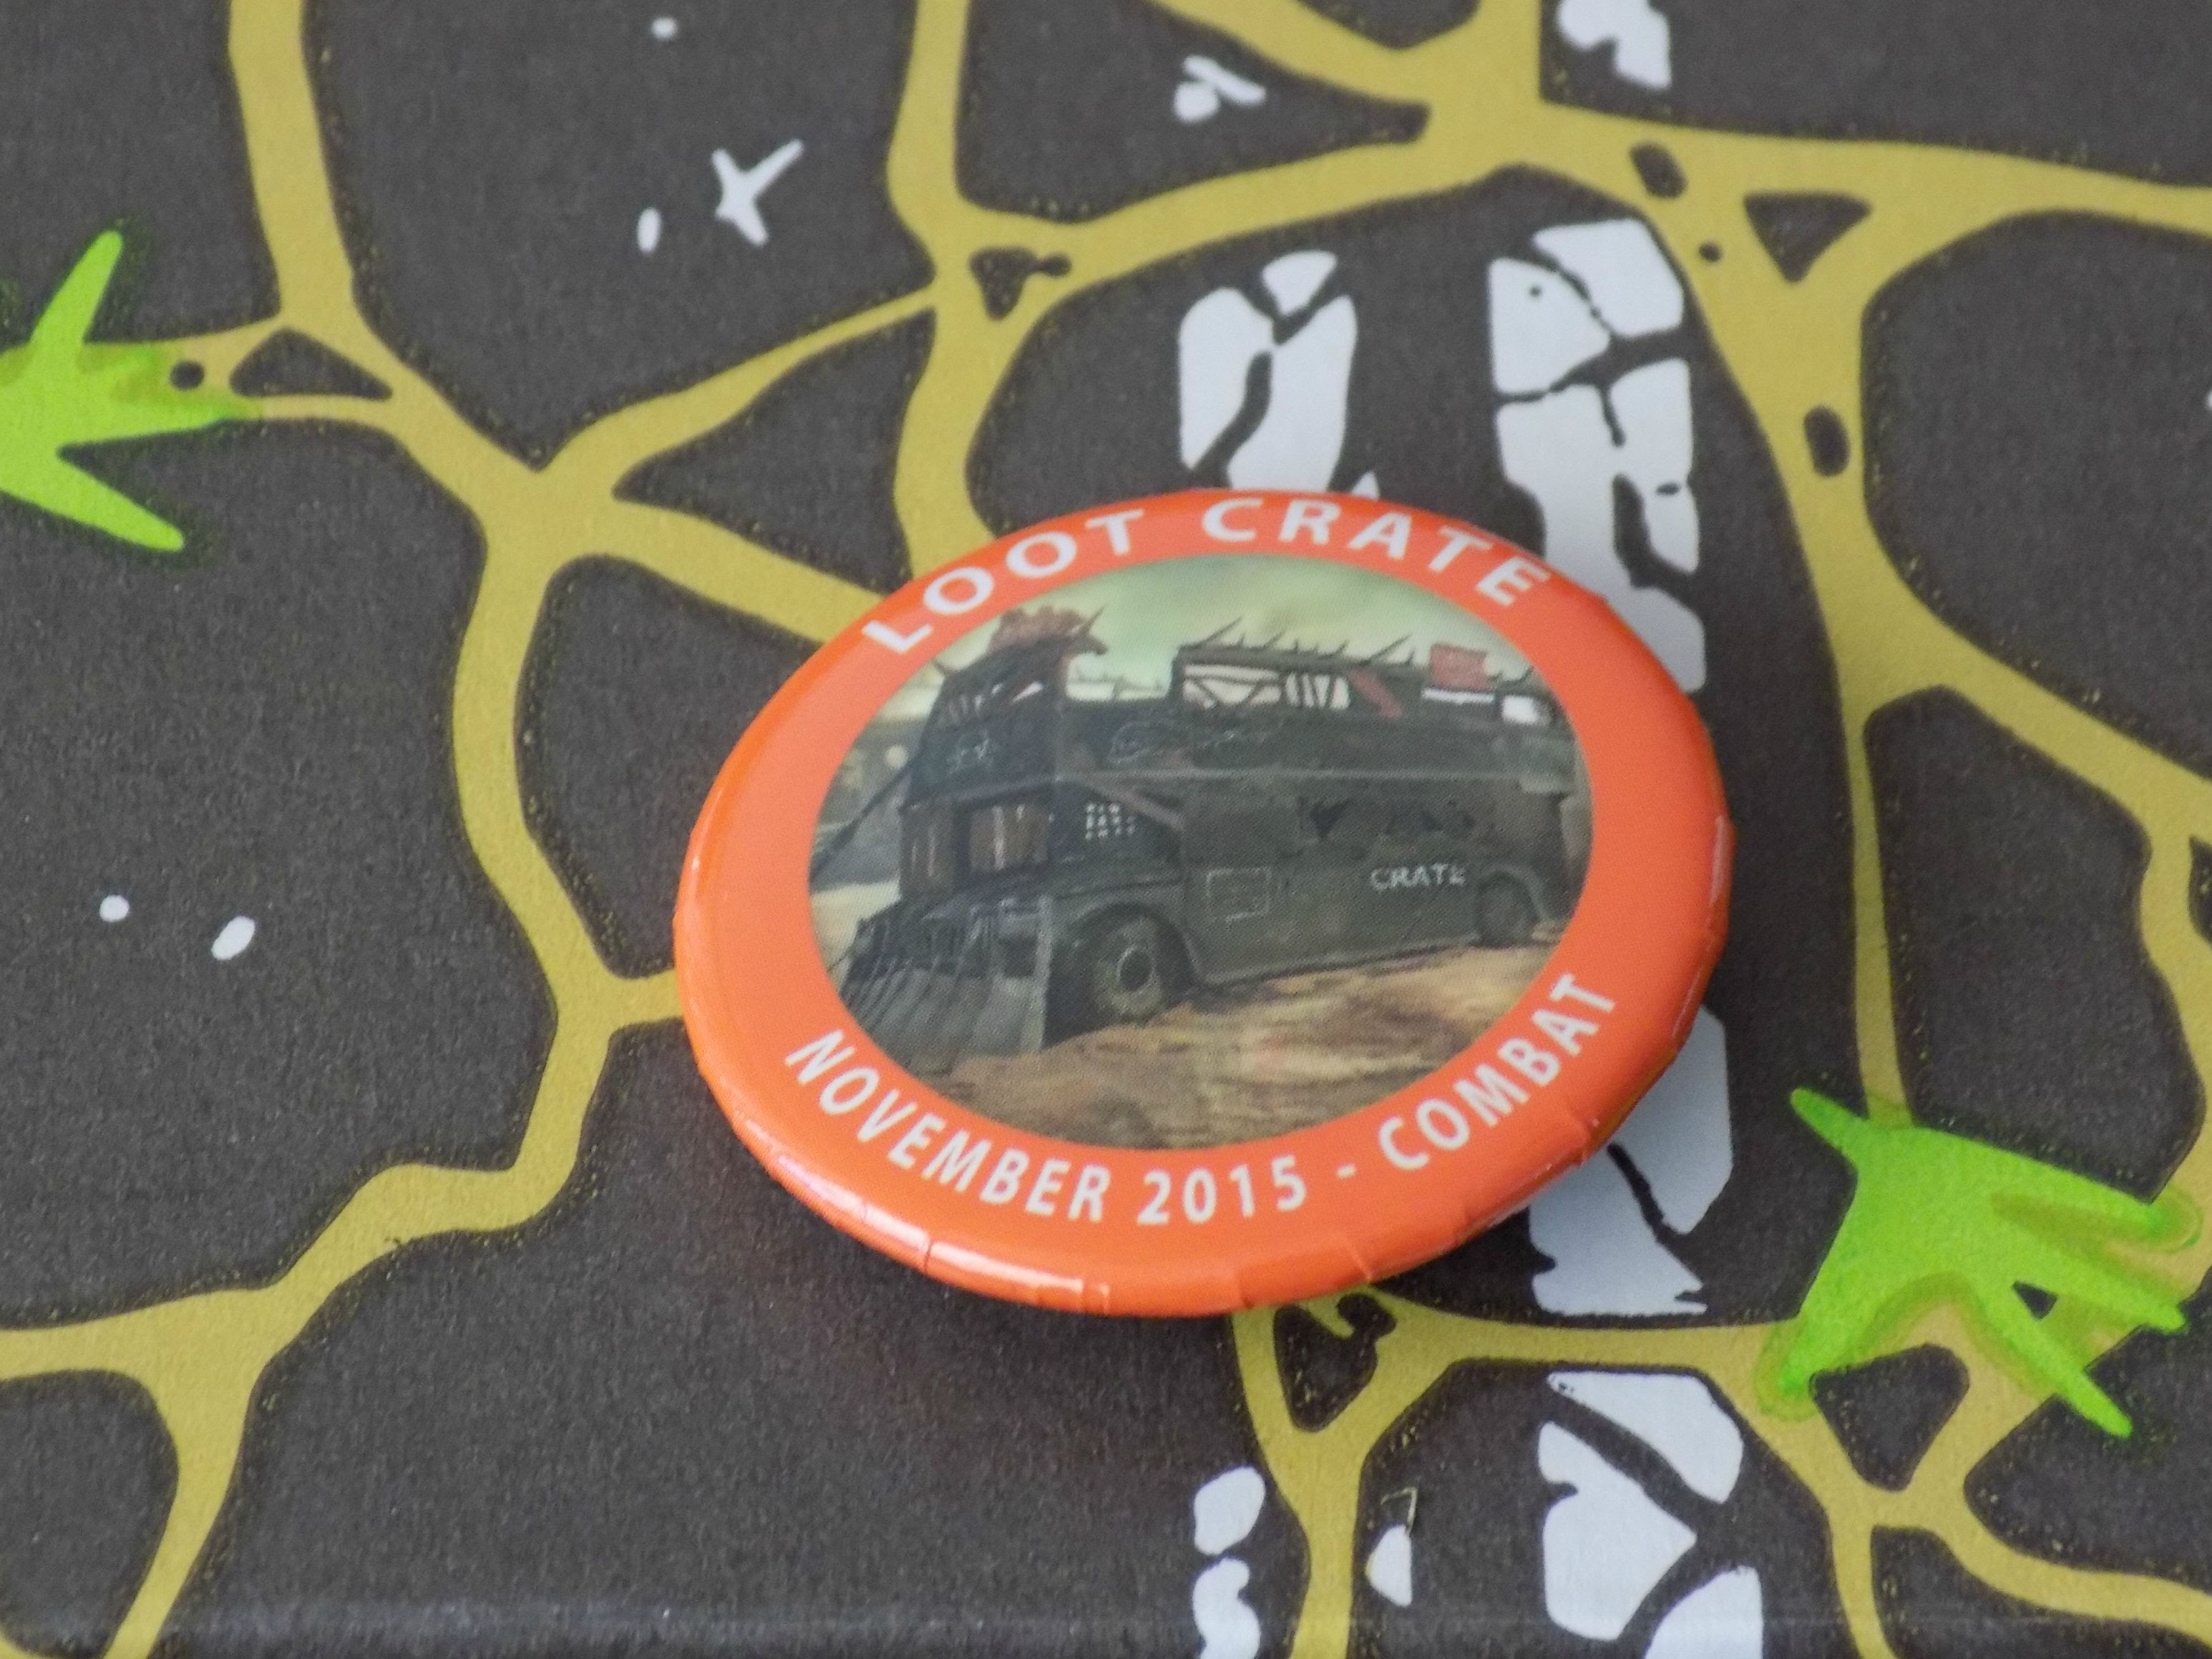 LOOT CRATE
CRATE
NOVEMBER 2015 - COMBAT